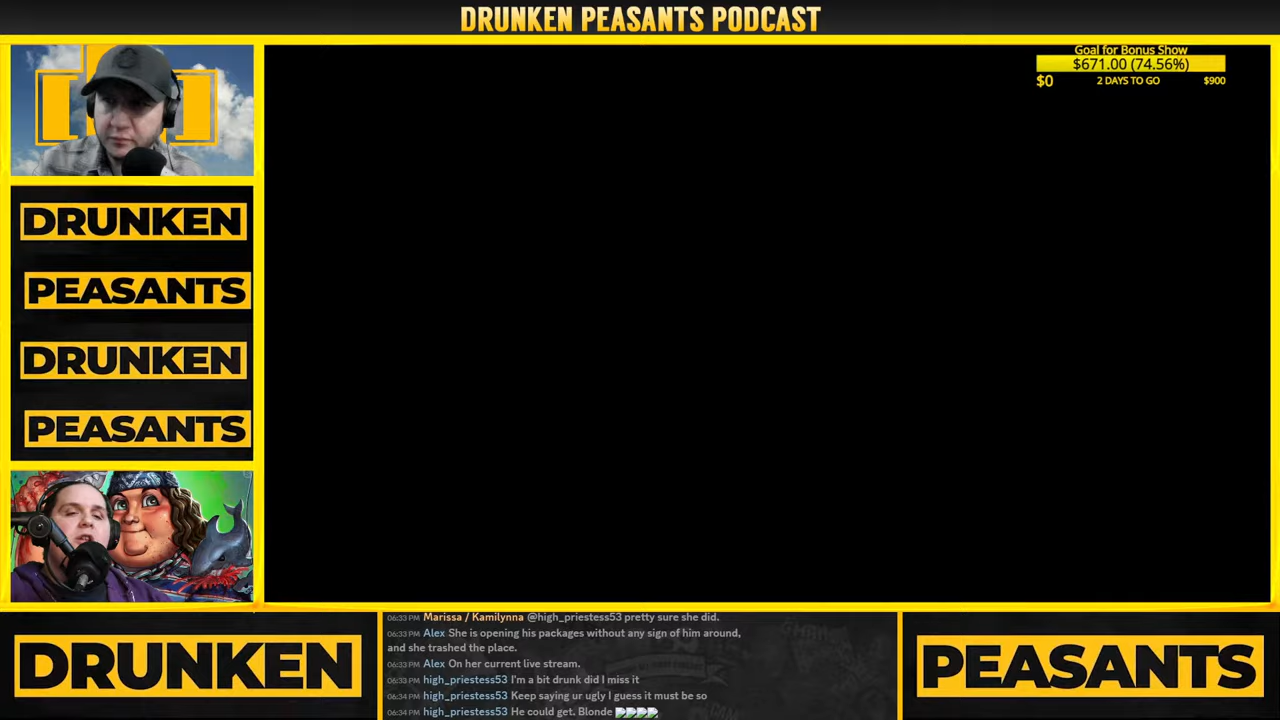 DRUNKEN PEASANTS PODCAST
Goal for Bonus Show
$671.00 (74.56%)
$0 2 DAYS TO GO $900
DRUNKEN
PEASANTS
DRUNKEN
PEASANTS
06:33 PM Marissa / Kamilynna @high_priestess53 pretty sure she did.
06:33 PM Alex She is opening his packages without any sign of him around,
and she trashed the place.
06:33 PM Alex On her current live stream.
06:33 PM high_priestess53 I'm a bit drunk did I miss it
06:34 PM high_priestess53 Keep saying ur ugly I guess it must be so
06:34 PM high_priestess53 He could get. Blonde
DRUNKEN
PEASANTS